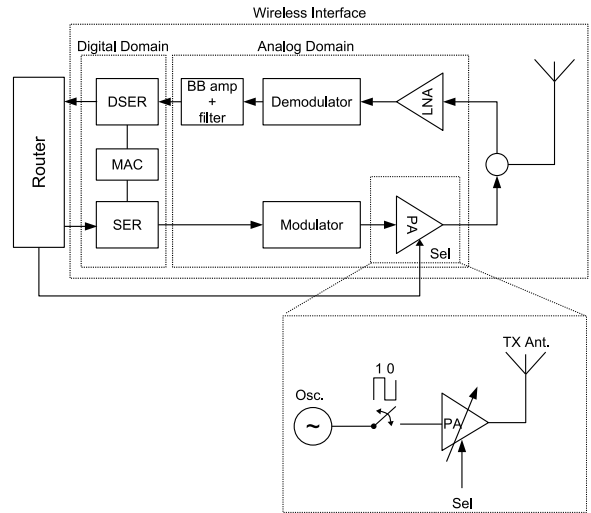 Wireless Interface
Digital Domain
Analog Domain
Router
DSER
BB amp
+
filter
Demodulator
LNA
MAC
SER
Modulator
PA
Sel
TX Ant.
1 0
Osc.
~
PA
Sel